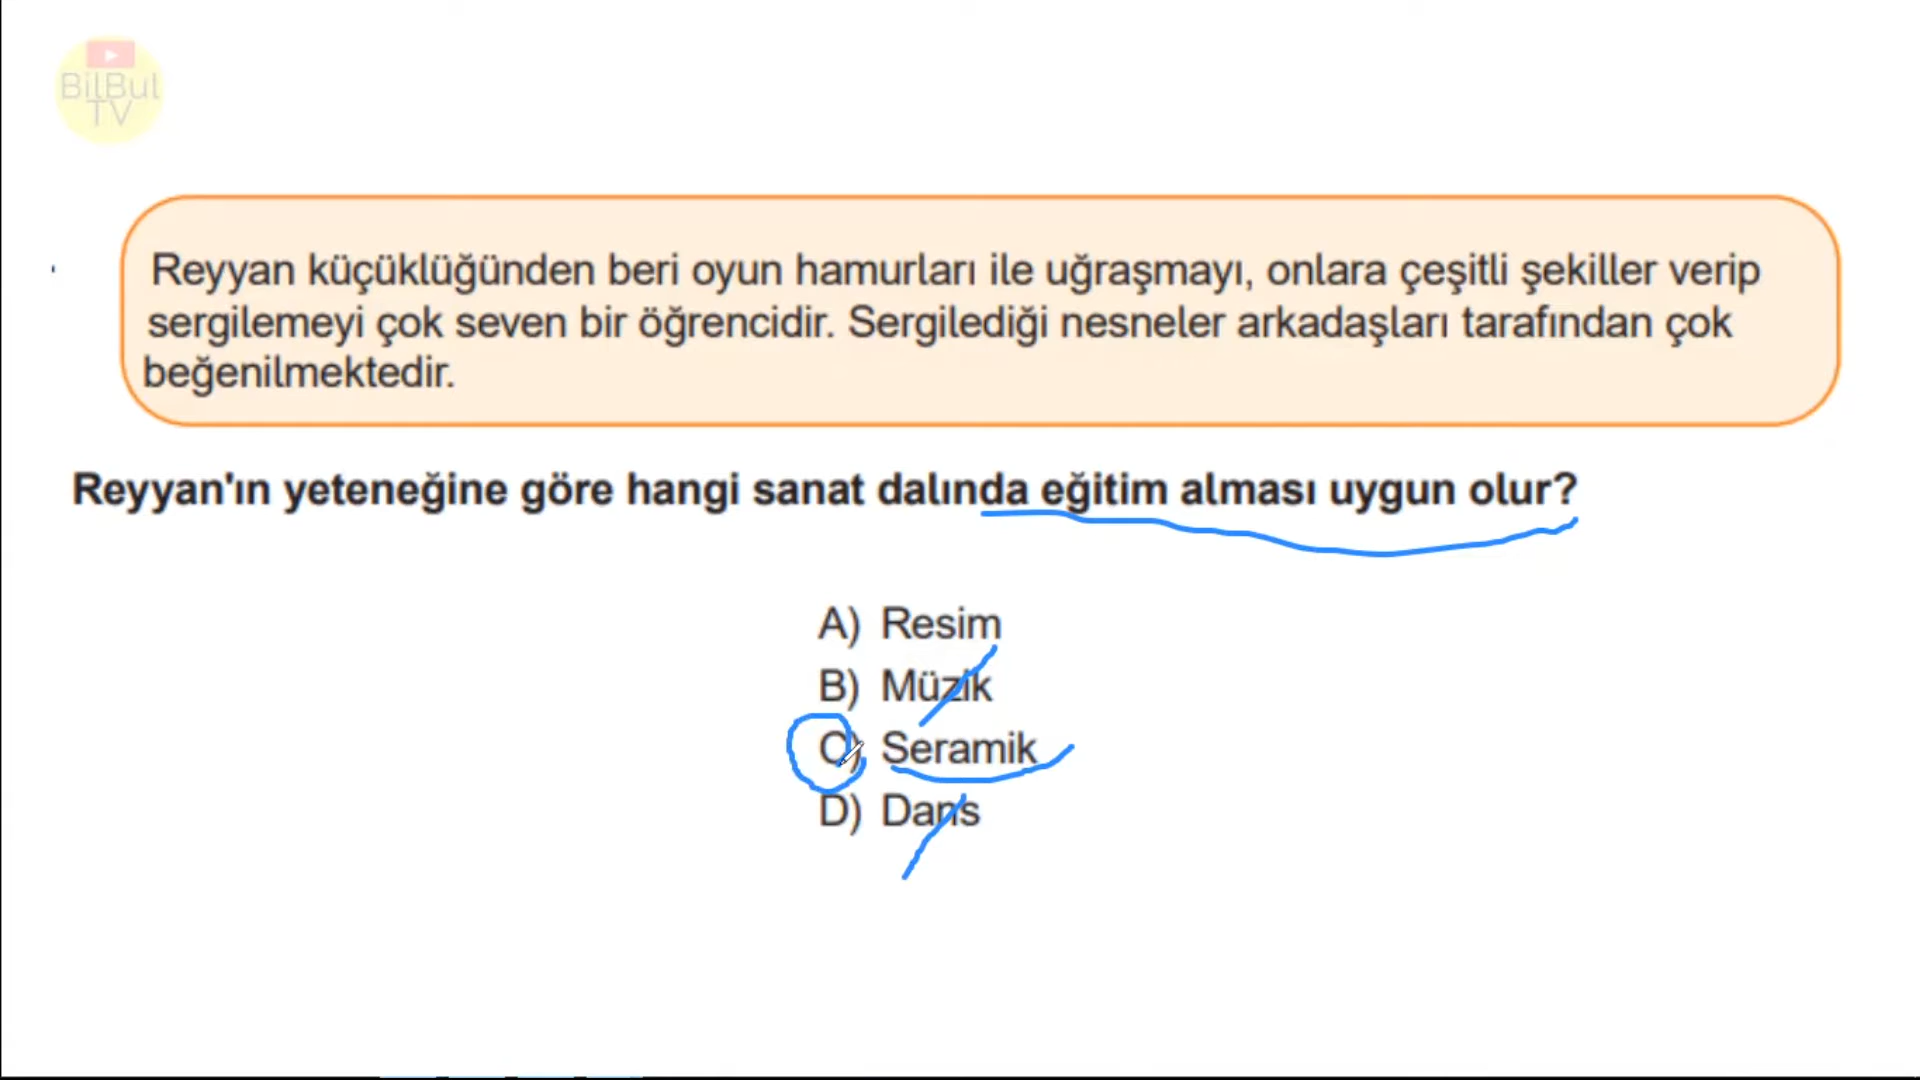 BilBul
TV
Reyyan küçüklüğünden beri oyun hamurları ile uğraşmayı, onlara çeşitli şekiller verip
sergilemeyi çok seven bir öğrencidir. Sergilediği nesneler arkadaşları tarafından çok
beğenilmektedir.
Reyyan'ın yeteneğine göre hangi sanat dalında eğitim alması uygun olur?
A) Resim
B) Müzik
C) Seramik
D) Dans